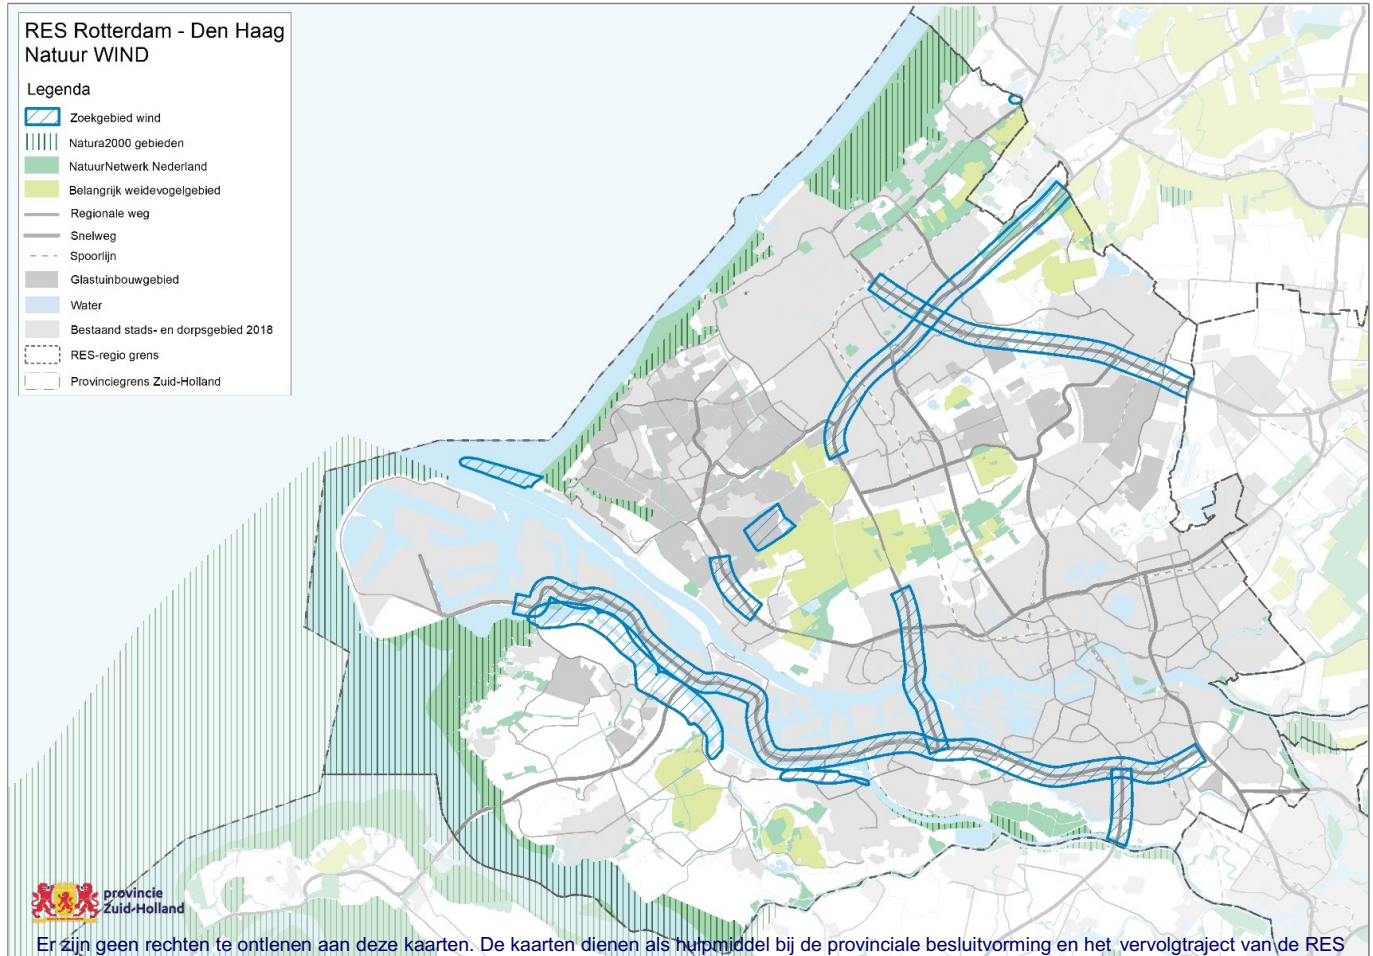 RES Rotterdam - Den Haag
Natuur WIND
Legenda
Zoekgebied wind
Natura2000 gebieden
NatuurNetwerk Nederland
Belangrijk weidevogelgebied
Regionale weg
Snelweg
Spoorlijn
Glastuinbouwgebied
Water
Bestaand stads- en dorpsgebied 2018
RES-regio grens
Provinciegrens Zuid-Holland
provincie
Zuid-Holland
Er zijn geen rechten te ontlenen aan deze kaarten. De kaarten dienen als hulpmiddel bij de provinciale besluitvorming en het vervolgtraject van de RES